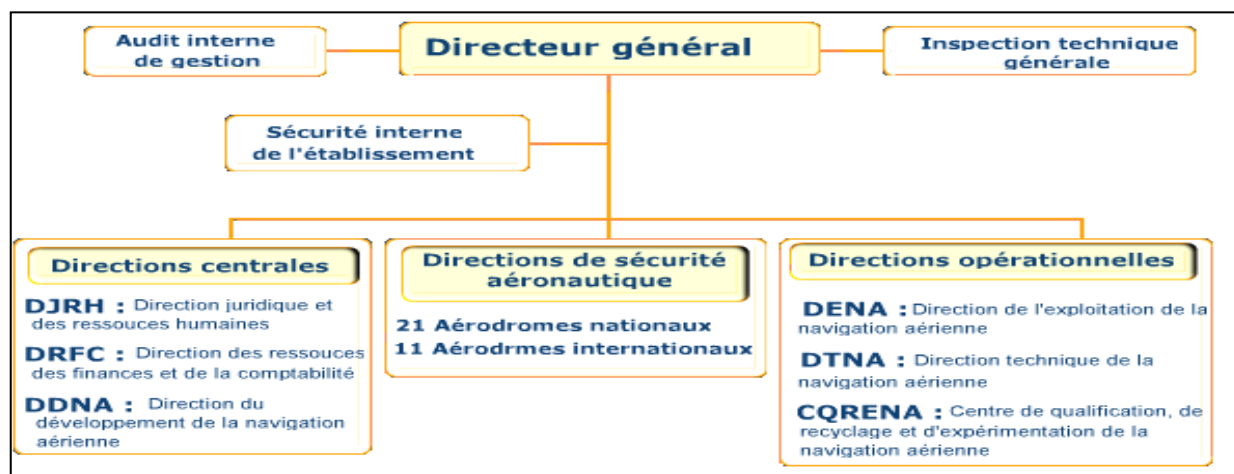 Audit interne
de gestion
Directeur général
Inspection technique
générale
Sécurité interne
de l'établissement
Directions centrales
DJRH : Direction juridique et
des ressouces humaines
DRFC : Direction des ressouces
des finances et de la comptabilité
DDNA : Direction du
développement de la navigation
aérienne
Directions de sécurité
aéronautique
21 Aérodromes nationaux
11 Aérodrmes internationaux
Directions opérationnelles
DENA : Direction de l'exploitation de la
navigation aérienne
DTNA : Direction technique de la
navigation aérienne
CQRENA : Centre de qualification, de
recyclage et d'expérimentation de la
navigation aérienne